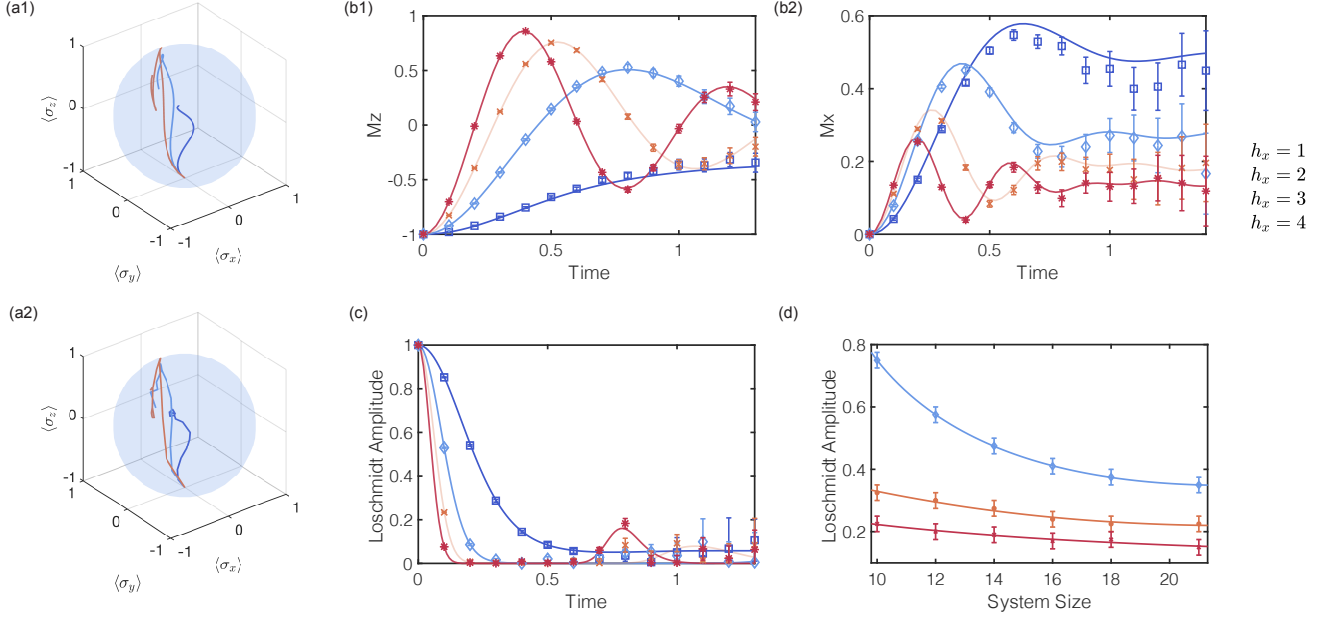 (a1)
1
0
-1
1
0
-1
-1
0
1
⟨σz⟩
⟨σy⟩
⟨σx⟩
(b1)
1
0.5
0
-0.5
-1
0
0.5
1
Mz
Time
(b2)
0.6
0.4
0.2
0
0
0.5
1
Mx
Time
hx = 1
hx = 2
hx = 3
hx = 4
(a2)
1
0
-1
1
0
-1
-1
0
1
⟨σz⟩
⟨σy⟩
⟨σx⟩
(c)
1
0.8
0.6
0.4
0.2
0
0
0.5
1
Loschmidt Amplitude
Time
(d)
0.8
0.6
0.4
0.2
10
12
14
16
18
20
Loschmidt Amplitude
System Size